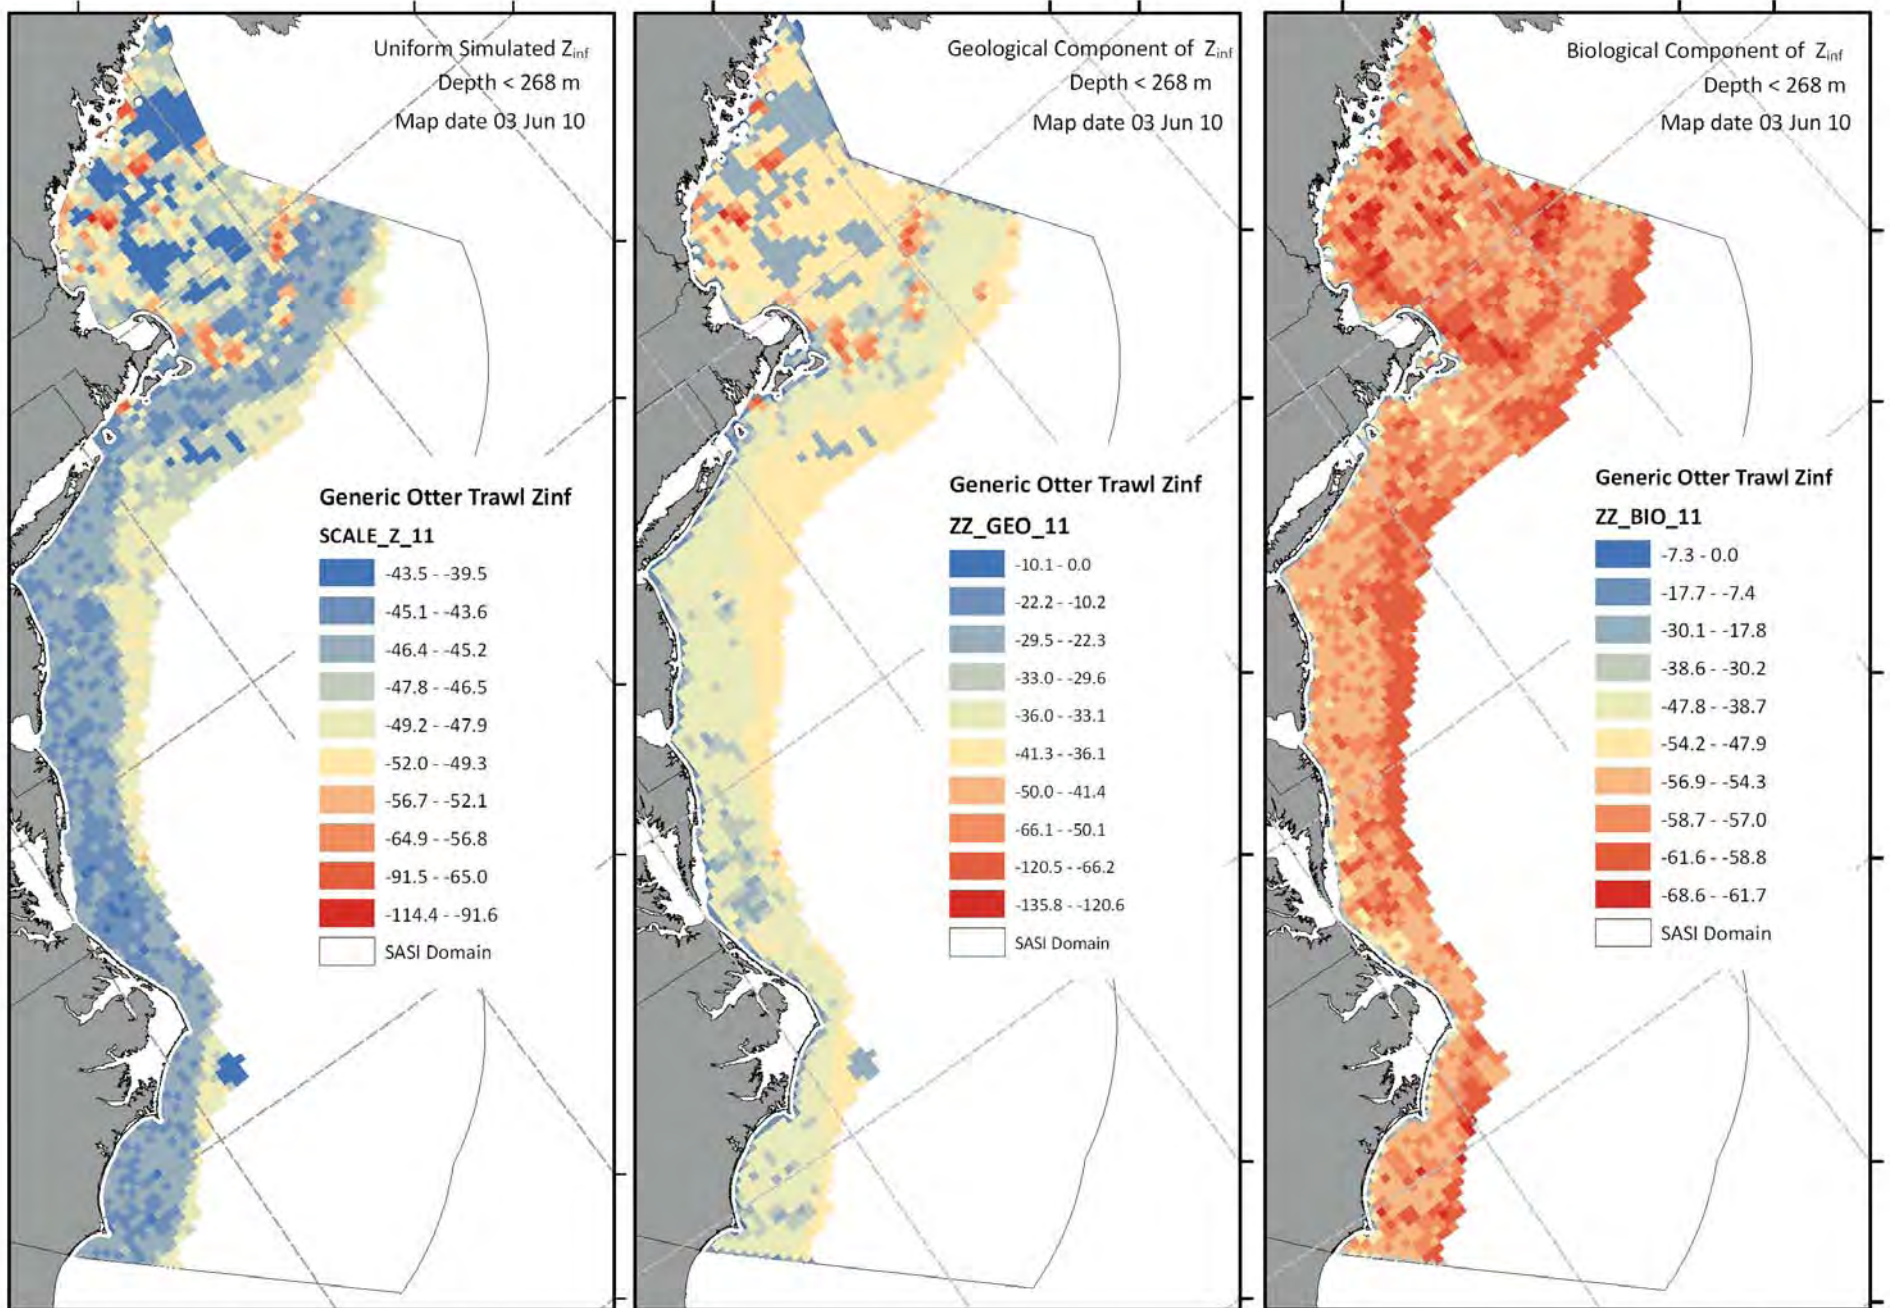 Uniform Simulated Zinf
Depth < 268 m
Map date 03 Jun 10
Generic Otter Trawl Zinf
SCALE_Z_11
-43.5 - -39.5
-45.1 - -43.6
-46.4 - -45.2
-47.8 - -46.5
-49.2 - -47.9
-52.0 - -49.3
-56.7 - -52.1
-64.9 - -56.8
-91.5 - -65.0
-114.4 - -91.6
SASI Domain
Geological Component of Zinf
Depth < 268 m
Map date 03 Jun 10
Generic Otter Trawl Zinf
ZZ_GEO_11
-10.1 - 0.0
-22.2 - -10.2
-29.5 - -22.3
-33.0 - -29.6
-36.0 - -33.1
-41.3 - -36.1
-50.0 - -41.4
-66.1 - -50.1
-120.5 - -66.2
-135.8 - -120.6
SASI Domain
Biological Component of Zinf
Depth < 268 m
Map date 03 Jun 10
Generic Otter Trawl Zinf
ZZ_BIO_11
-7.3 - 0.0
-17.7 - -7.4
-30.1 - -17.8
-38.6 - -30.2
-47.8 - -38.7
-54.2 - -47.9
-56.9 - -54.3
-58.7 - -57.0
-61.6 - -58.8
-68.6 - -61.7
SASI Domain